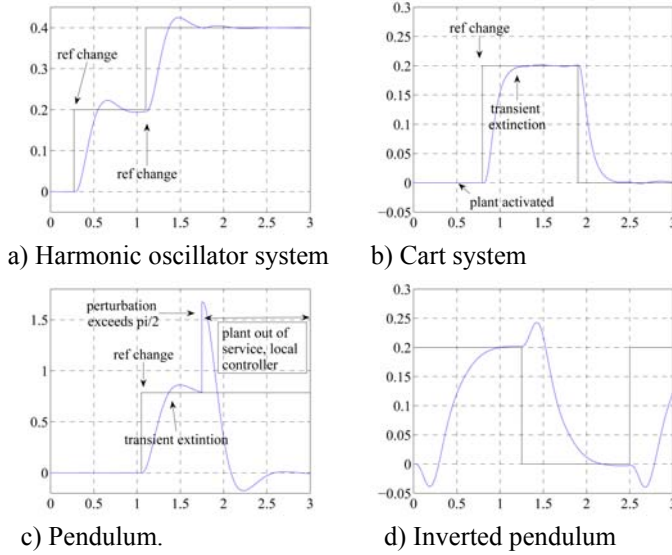 0.4
0.3
0.2
0.1
0
ref change
ref change
0 0.5 1 1.5 2 2.5 3
a) Harmonic oscillator system
0.3
0.25
0.2
0.15
0.1
0.05
0
−0.05
ref change
transient
extinction
plant activated
0 0.5 1 1.5 2 2.5 3
b) Cart system
1.5
1
0.5
0
perturbation
exceeds pi/2
plant out of
service, local
controller
ref change
transient extintion
0 0.5 1 1.5 2 2.5 3
c) Pendulum.
0.3
0.25
0.2
0.15
0.1
0.05
0
−0.05
0 0.5 1 1.5 2 2.5 3
d) Inverted pendulum